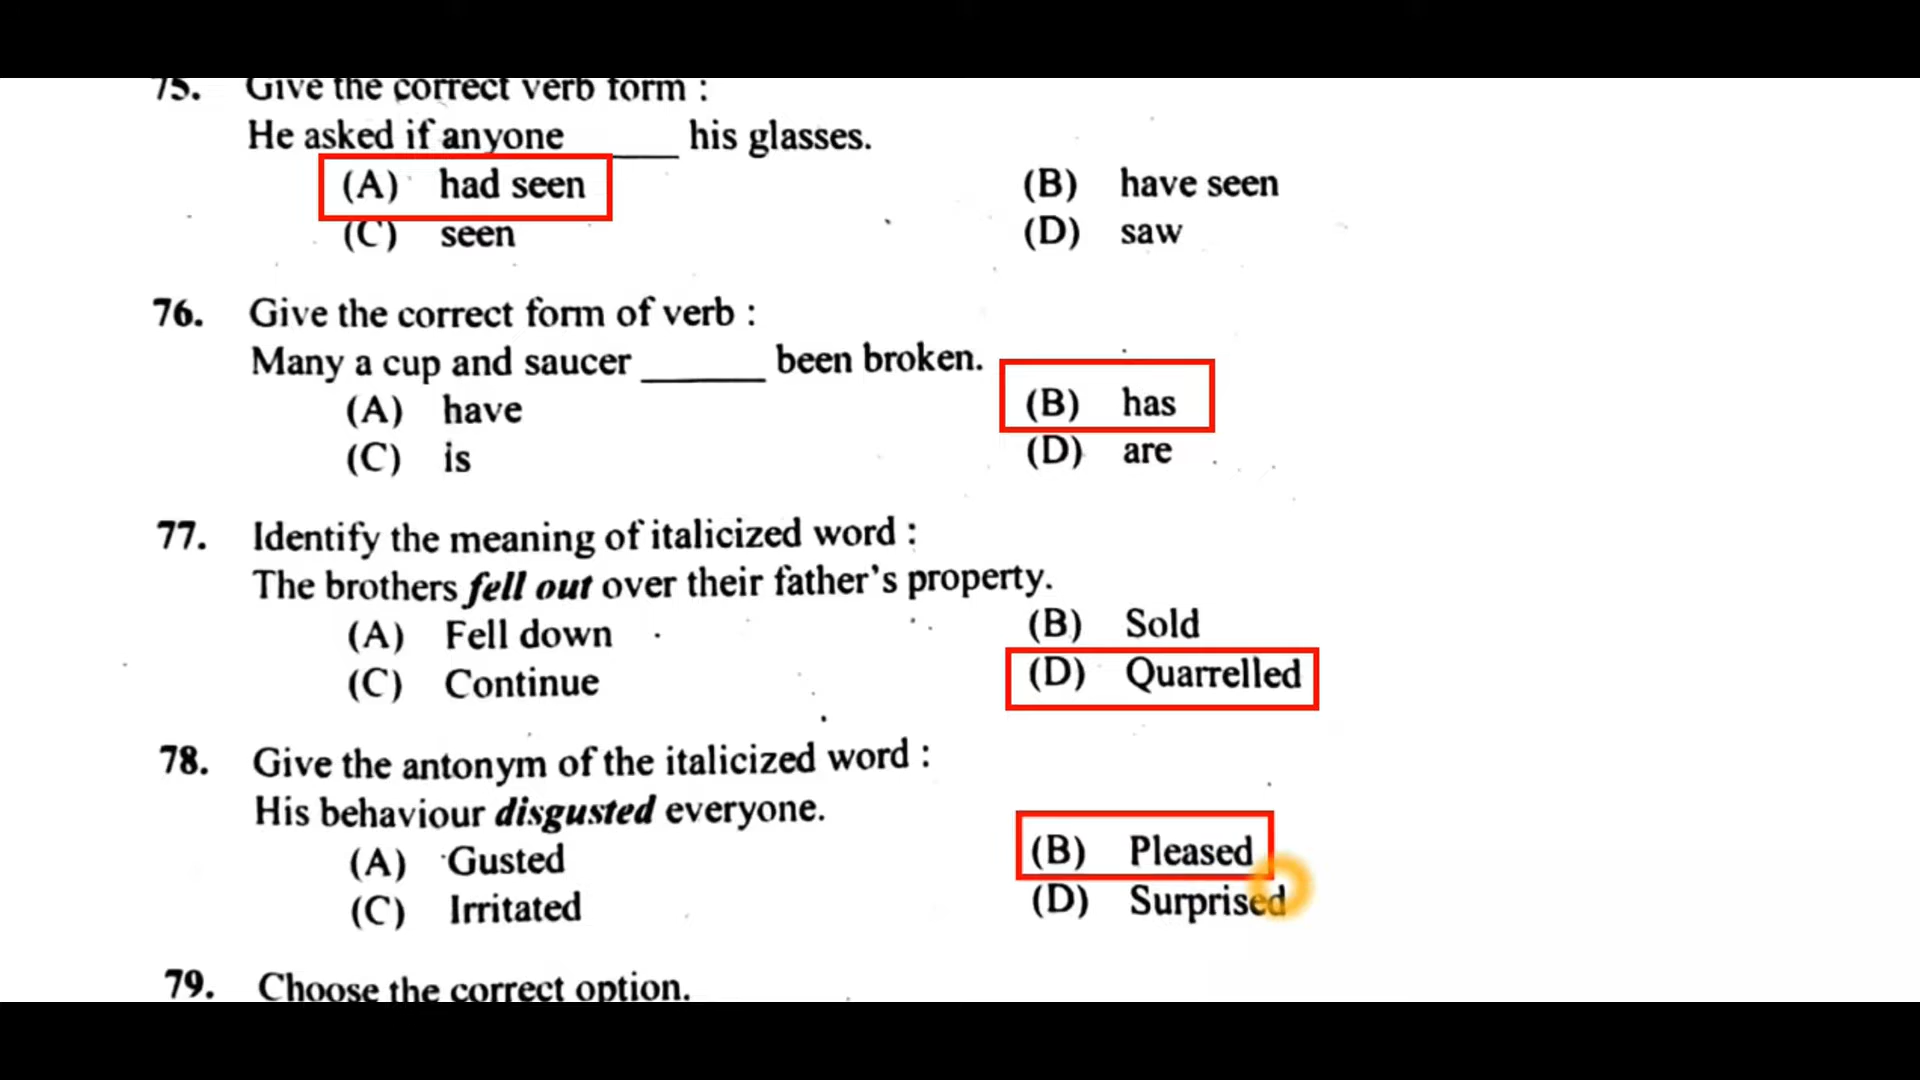 75. Give the correct verb form :
He asked if anyone _____ his glasses.
(A) had seen (B) have seen
(C) seen (D) saw
76. Give the correct form of verb :
Many a cup and saucer ______ been broken.
(A) have (B) has
(C) is (D) are
77. Identify the meaning of italicized word :
The brothers fell out over their father's property.
(A) Fell down (B) Sold
(C) Continue (D) Quarrelled
78. Give the antonym of the italicized word :
His behaviour disgusted everyone.
(A) Gusted (B) Pleased
(C) Irritated (D) Surprised
79. Choose the correct option.